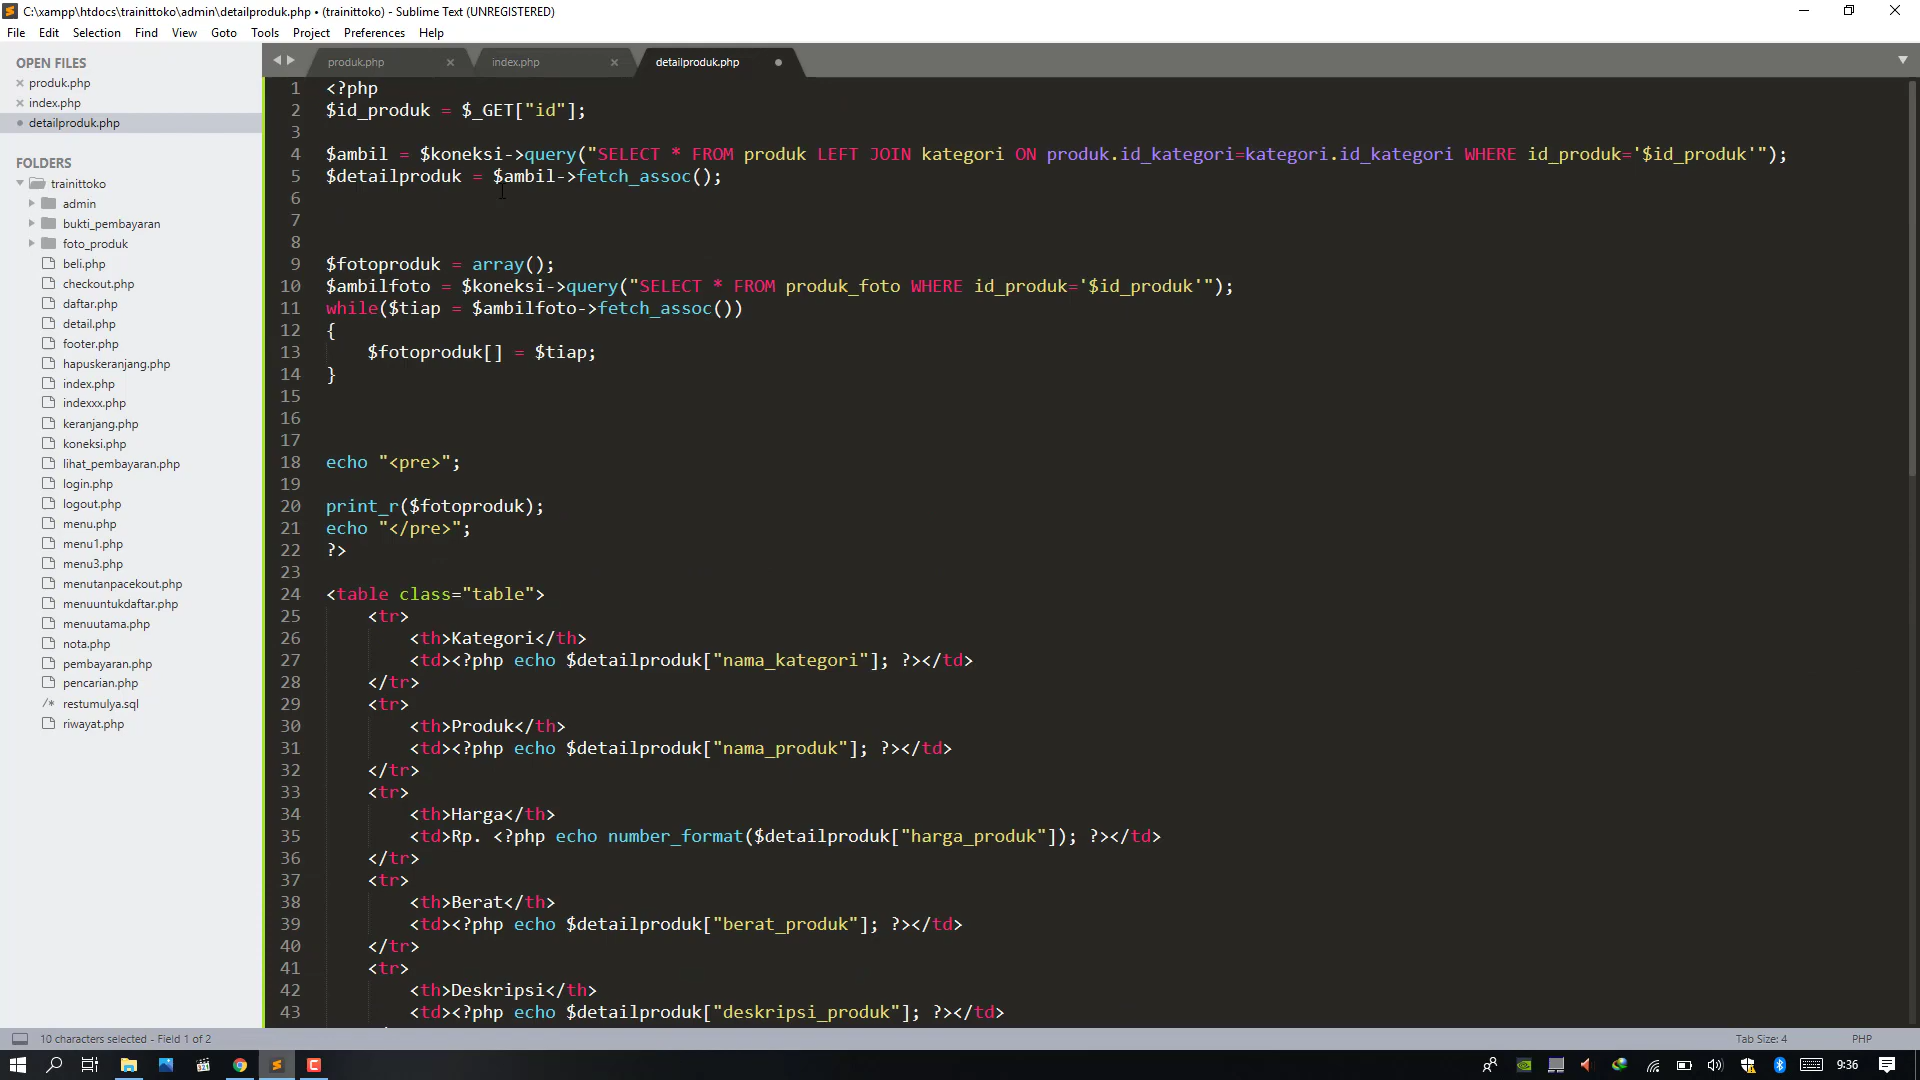 C:\xampp\htdocs\trainittoko\admin\detailproduk.php • (trainittoko) - Sublime Text (UNREGISTERED)
File Edit Selection Find View Goto Tools Project Preferences Help
OPEN FILES
produk.php
index.php
detailproduk.php
FOLDERS
trainittoko
admin
bukti_pembayaran
foto_produk
beli.php
checkout.php
daftar.php
detail.php
footer.php
hapuskeranjang.php
index.php
indexxx.php
keranjang.php
koneksi.php
lihat_pembayaran.php
login.php
logout.php
menu.php
menu1.php
menu3.php
menutanpacekout.php
menuuntukdaftar.php
menuutama.php
nota.php
pembayaran.php
pencarian.php
/* restumulya.sql
riwayat.php
produk.php index.php detailproduk.php
1 <?php
2 $id_produk = $_GET["id"];
3
4 $ambil = $koneksi->query("SELECT * FROM produk LEFT JOIN kategori ON produk.id_kategori=kategori.id_kategori WHERE id_produk='$id_produk'");
5 $detailproduk = $ambil->fetch_assoc();
6
7
8
9 $fotoproduk = array();
10 $ambilfoto = $koneksi->query("SELECT * FROM produk_foto WHERE id_produk='$id_produk'");
11 while($tiap = $ambilfoto->fetch_assoc())
12 {
13 $fotoproduk[] = $tiap;
14 }
15
16
17
18 echo "<pre>";
19
20 print_r($fotoproduk);
21 echo "</pre>";
22 ?>
23
24 <table class="table">
25 <tr>
26 <th>Kategori</th>
27 <td><?php echo $detailproduk["nama_kategori"]; ?></td>
28 </tr>
29 <tr>
30 <th>Produk</th>
31 <td><?php echo $detailproduk["nama_produk"]; ?></td>
32 </tr>
33 <tr>
34 <th>Harga</th>
35 <td>Rp. <?php echo number_format($detailproduk["harga_produk"]); ?></td>
36 </tr>
37 <tr>
38 <th>Berat</th>
39 <td><?php echo $detailproduk["berat_produk"]; ?></td>
40 </tr>
41 <tr>
42 <th>Deskripsi</th>
43 <td><?php echo $detailproduk["deskripsi_produk"]; ?></td>
10 characters selected - Field 1 of 2
Tab Size: 4 PHP
9:36